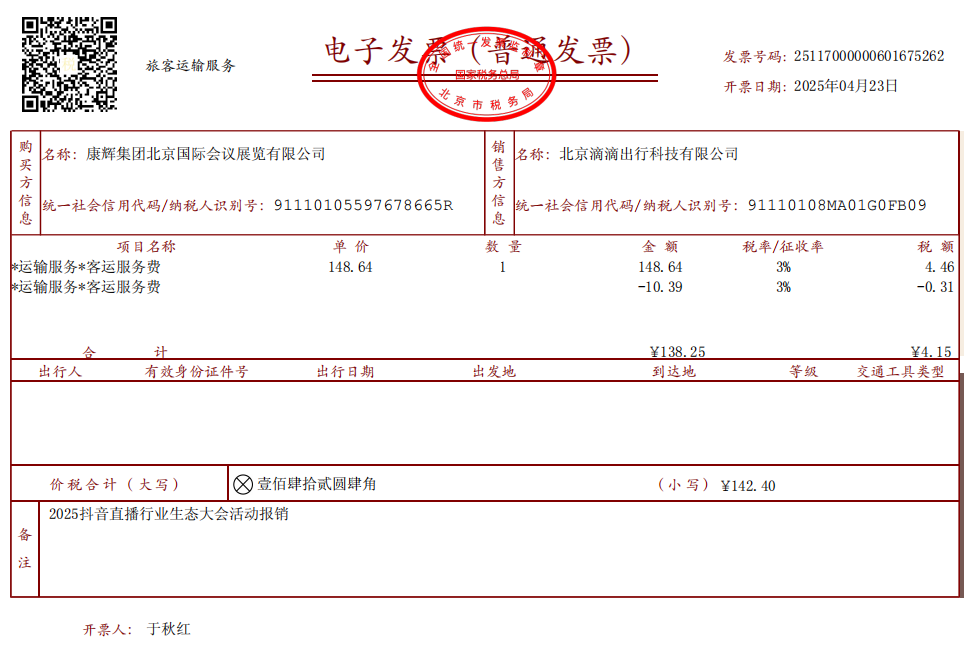 电子发票（普通发票）
旅客运输服务
发票号码: 25117000000601675262
开票日期: 2025年04月23日
全国统一发票监制章
国家税务总局
北京市税务局
购买方信息
名称: 康辉集团北京国际会议展览有限公司
统一社会信用代码/纳税人识别号: 91110105597678665R
销售方信息
名称: 北京滴滴出行科技有限公司
统一社会信用代码/纳税人识别号: 91110108MA01G0FB09
项目名称 单 价 数 量 金 额 税率/征收率 税 额
*运输服务*客运服务费 148.64 1 148.64 3% 4.46
*运输服务*客运服务费 -10.39 3% -0.31
合 计 ¥138.25 ¥4.15
出行人 有效身份证件号 出行日期 出发地 到达地 等级 交通工具类型
价税合计（大写） ⊗壹佰肆拾贰圆肆角 （小写）¥142.40
备注
2025抖音直播行业生态大会活动报销
开票人: 于秋红